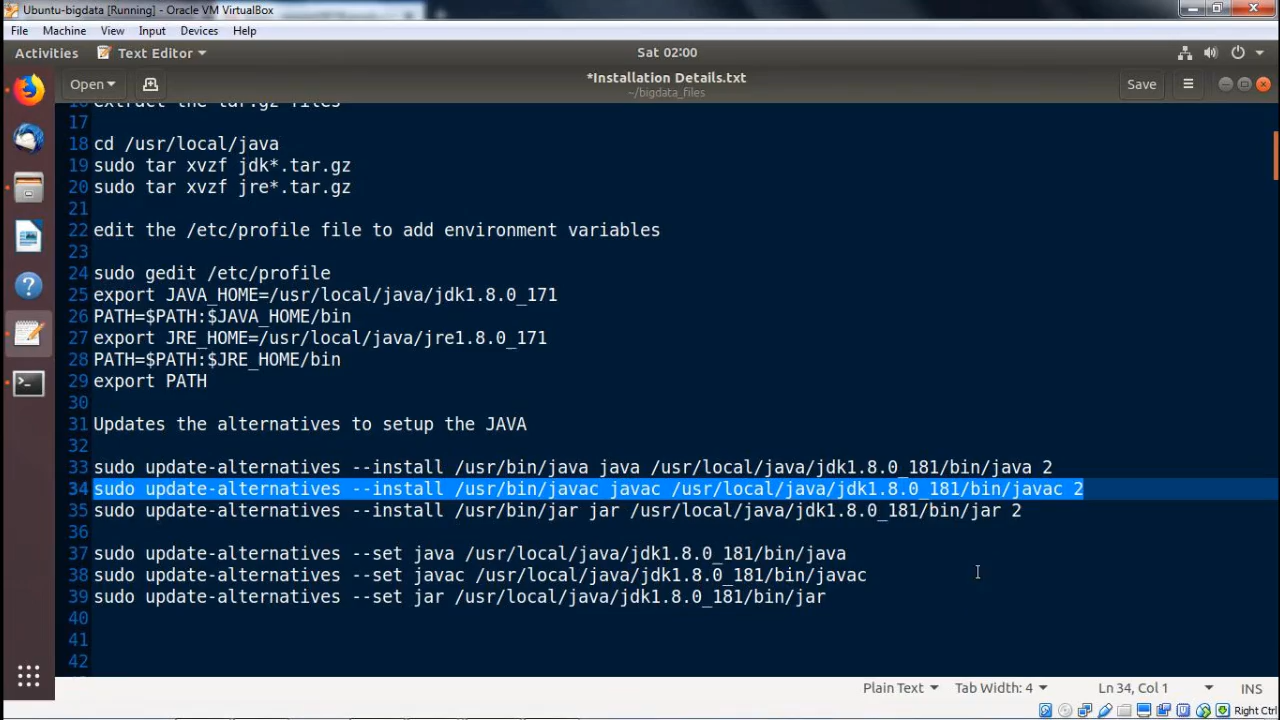 Ubuntu-bigdata [Running] - Oracle VM VirtualBox
File Machine View Input Devices Help
Activities Text Editor Sat 02:00
Open *Installation Details.txt Save
~/bigdata_files
16 Extract the tar.gz files
17
18 cd /usr/local/java
19 sudo tar xvzf jdk*.tar.gz
20 sudo tar xvzf jre*.tar.gz
21
22 edit the /etc/profile file to add environment variables
23
24 sudo gedit /etc/profile
25 export JAVA_HOME=/usr/local/java/jdk1.8.0_171
26 PATH=$PATH:$JAVA_HOME/bin
27 export JRE_HOME=/usr/local/java/jre1.8.0_171
28 PATH=$PATH:$JRE_HOME/bin
29 export PATH
30
31 Updates the alternatives to setup the JAVA
32
33 sudo update-alternatives --install /usr/bin/java java /usr/local/java/jdk1.8.0_181/bin/java 2
34 sudo update-alternatives --install /usr/bin/javac javac /usr/local/java/jdk1.8.0_181/bin/javac 2
35 sudo update-alternatives --install /usr/bin/jar jar /usr/local/java/jdk1.8.0_181/bin/jar 2
36
37 sudo update-alternatives --set java /usr/local/java/jdk1.8.0_181/bin/java
38 sudo update-alternatives --set javac /usr/local/java/jdk1.8.0_181/bin/javac
39 sudo update-alternatives --set jar /usr/local/java/jdk1.8.0_181/bin/jar
40
41
42
Plain Text Tab Width: 4 Ln 34, Col 1 INS
Right Ctrl